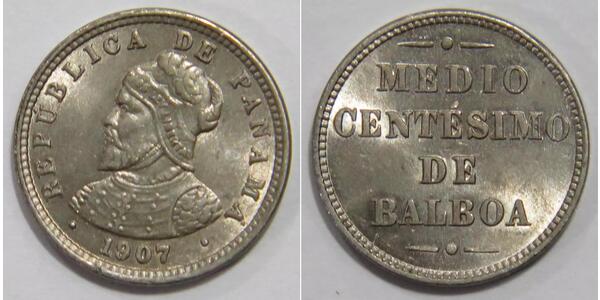 REPUBLICA DE PANAMA
· 1907 ·
MEDIO
CENTÉSIMO
DE
BALBOA